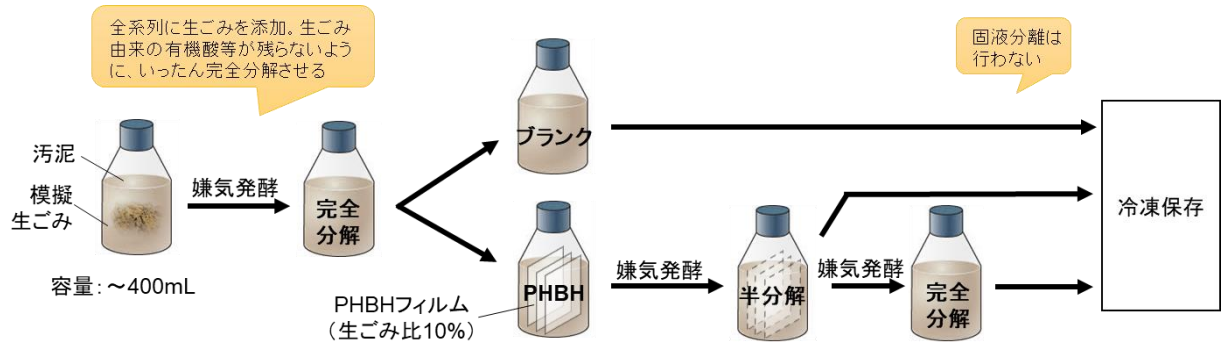 全系列に生ごみを添加。生ごみ
由来の有機酸等が残らないよう
に、いったん完全分解させる
固液分離は
行わない
汚泥
模擬
生ごみ
容量：～400mL
嫌気発酵
完全
分解
ブランク
PHBH
PHBHフィルム
（生ごみ比10%）
嫌気発酵
半分解
嫌気発酵
完全
分解
冷凍保存